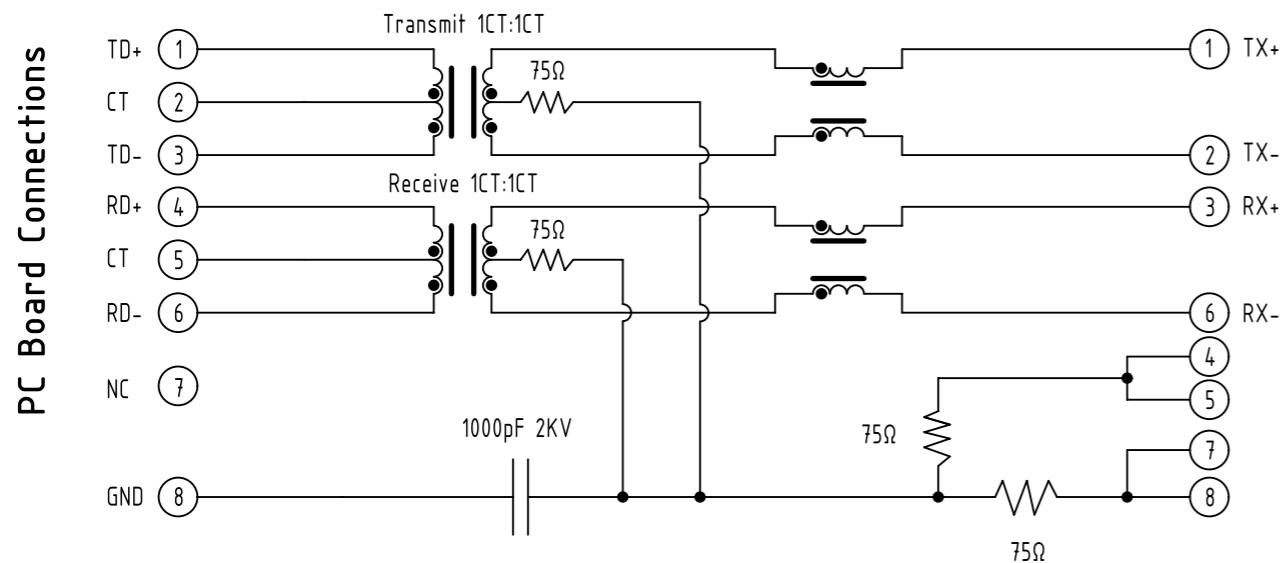 PC Board Connections
Transmit 1CT:1CT
TD+ 1
75Ω
1 TX+
CT 2
TD- 3
2 TX-
Receive 1CT:1CT
RD+ 4
3 RX+
75Ω
CT 5
RD- 6
6 RX-
4
NC 7
5
1000pF 2KV
75Ω
7
GND 8
8
75Ω